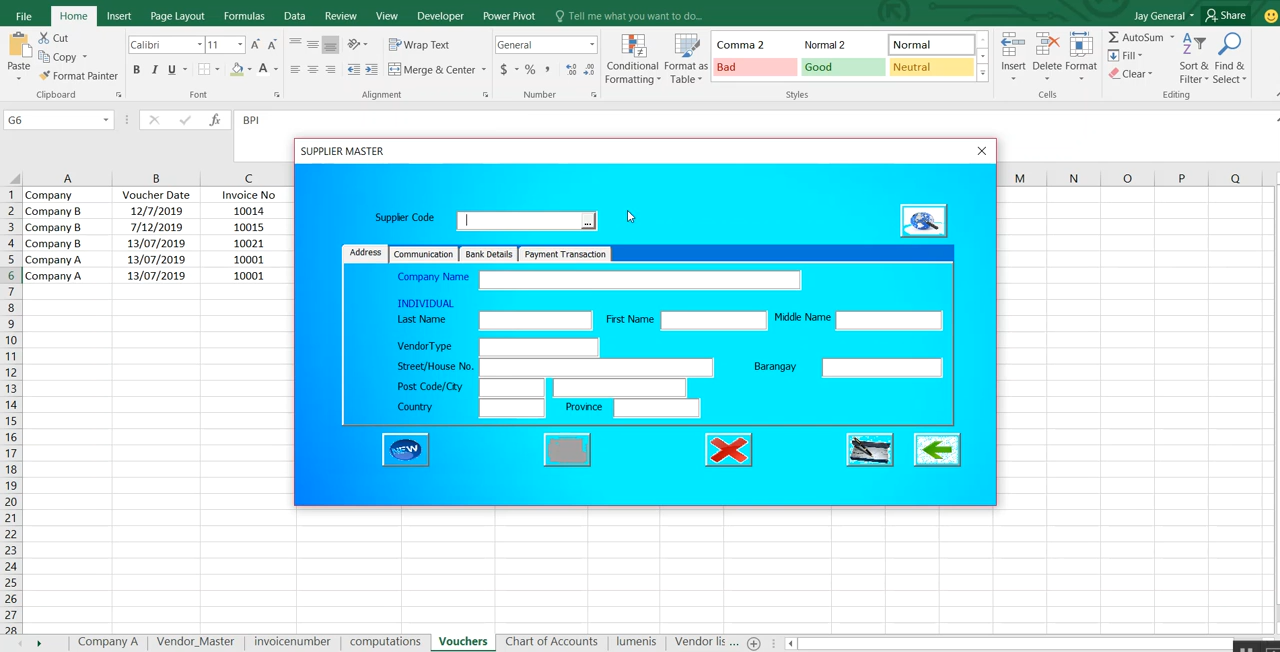 File Home Insert Page Layout Formulas Data Review View Developer Power Pivot Tell me what you want to do... Jay General Share
Paste Cut Copy Format Painter
Calibri 11 B I U A
Wrap Text Merge & Center
General $ % ,
Conditional Formatting Format as Table
Comma 2 Normal 2 Normal
Bad Good Neutral
Insert Delete Format
AutoSum Fill Clear
Sort & Filter Find & Select
Clipboard Font Alignment Number Styles Cells Editing
G6 fx BPI
SUPPLIER MASTER
A B C M N O P Q
1 Company Voucher Date Invoice No
2 Company B 12/7/2019 10014
3 Company B 7/12/2019 10015
4 Company B 13/07/2019 10021
5 Company A 13/07/2019 10001
6 Company A 13/07/2019 10001
7
8
9
10
11
12
13
14
15
16
17
18
19
20
21
22
23
24
25
26
27
28
Supplier Code ...
Address Communication Bank Details Payment Transaction
Company Name
INDIVIDUAL
Last Name First Name Middle Name
VendorType
Street/House No. Barangay
Post Code/City
Country Province
NEW
Company A Vendor_Master invoicenumber computations Vouchers Chart of Accounts lumenis Vendor lis ...